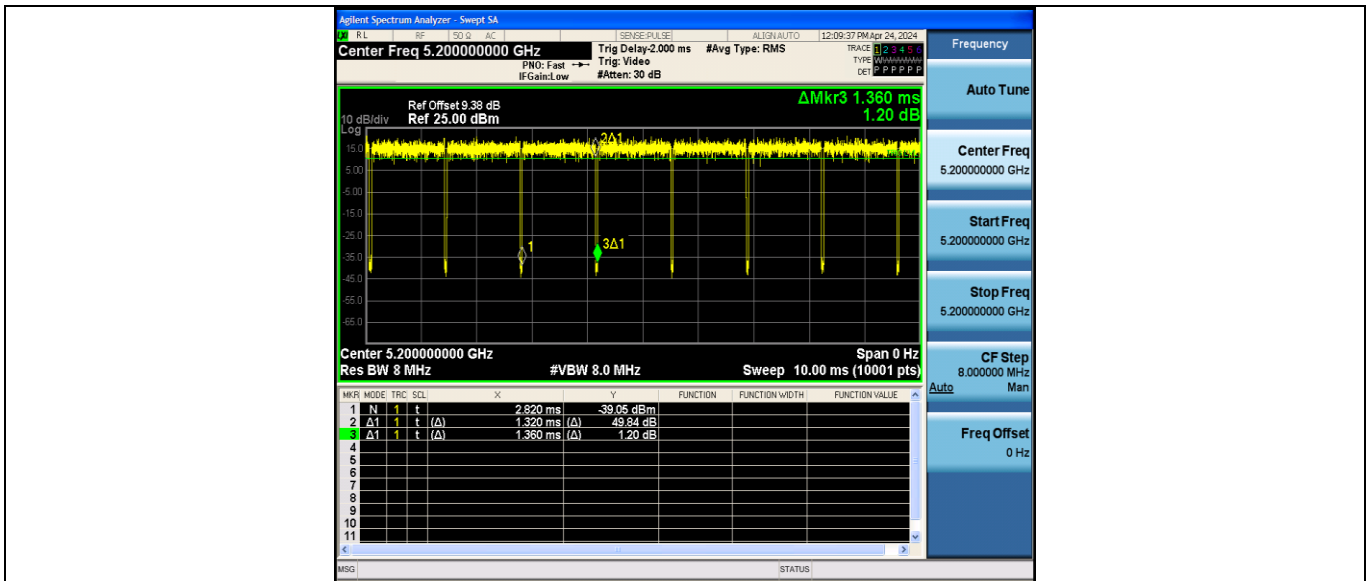 Agilent Spectrum Analyzer - Swept SA
RL RF 50 Ω AC SENSE:PULSE ALIGN AUTO 12:09:37 PM Apr 24, 2024
Center Freq 5.200000000 GHz
PNO: Fast
IFGain:Low
Trig Delay-2.000 ms
Trig: Video
#Atten: 30 dB
#Avg Type: RMS
TRACE 1 2 3 4 5 6
TYPE
DET P P P P P P
ΔMkr3 1.360 ms
1.20 dB
Ref Offset 9.38 dB
10 dB/div Ref 25.00 dBm
Log
15.0
5.00
-5.00
-15.0
-25.0
-35.0
-45.0
-55.0
-65.0
2Δ1
1
3Δ1
Center 5.200000000 GHz Span 0 Hz
Res BW 8 MHz #VBW 8.0 MHz Sweep 10.00 ms (10001 pts)
MKR MODE TRC SCL X Y FUNCTION FUNCTION WIDTH FUNCTION VALUE
1 N 1 t 2.820 ms -39.05 dBm
2 Δ1 1 t (Δ) 1.320 ms (Δ) 49.84 dB
3 Δ1 1 t (Δ) 1.360 ms (Δ) 1.20 dB
4
5
6
7
8
9
10
11
MSG STATUS
Frequency
Auto Tune
Center Freq
5.200000000 GHz
Start Freq
5.200000000 GHz
Stop Freq
5.200000000 GHz
CF Step
8.000000 MHz
Auto Man
Freq Offset
0 Hz